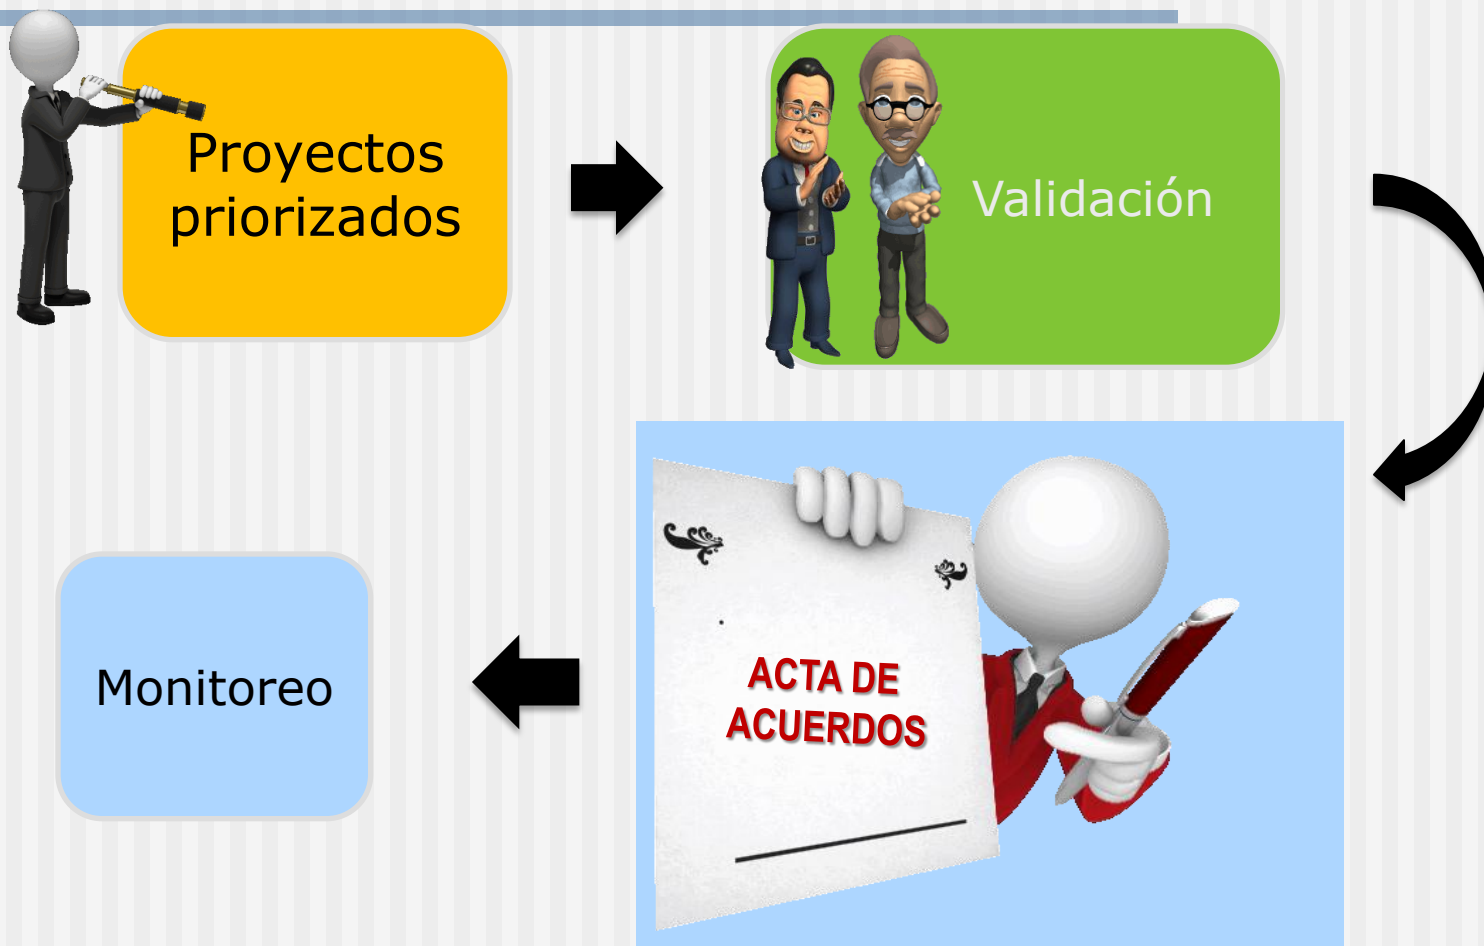 Proyectos
priorizados
Validación
ACTA DE
ACUERDOS
Monitoreo